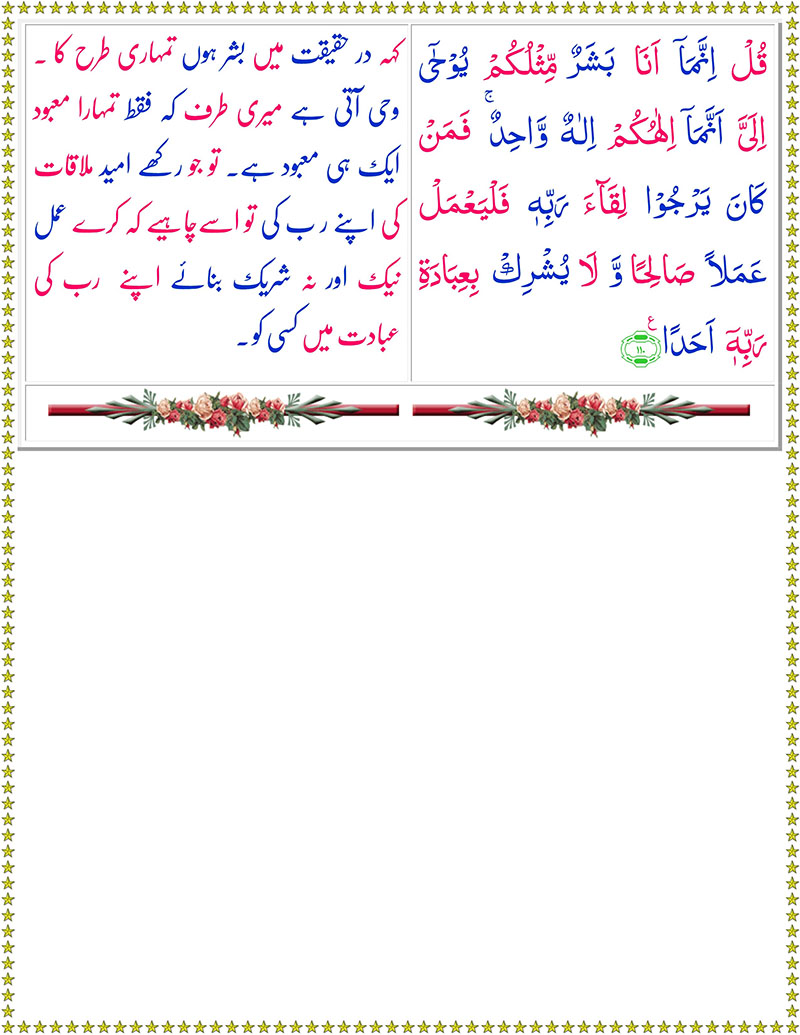 قُلْ اِنَّمَآ اَنَا بَشَرٌ مِّثْلُكُمْ يُوْحٰٓى
اِلَىَّ اَنَّمَآ اِلٰهُكُمْ اِلٰهٌ وَّاحِدٌ ۚ فَمَنْ
كَانَ يَرْجُوْا لِقَآءَ رَبِّهٖ فَلْيَعْمَلْ
عَمَلاً صَالِحًا وَّ لَا يُشْرِكْ بِعِبَادَةِ
رَبِّهٖٓ اَحَدًا ع ۱۱۰
کہہ در حقیقت میں بشر ہوں تمہاری طرح کا ۔
وحی آتی ہے میری طرف کہ فقط تمہارا معبود
ایک ہی معبود ہے۔ تو جو رکھے امید ملاقات
کی اپنے رب کی تو اسے چاہیے کہ کرے عمل
نیک اور نہ شریک بنائے اپنے رب کی
عبادت میں کسی کو۔